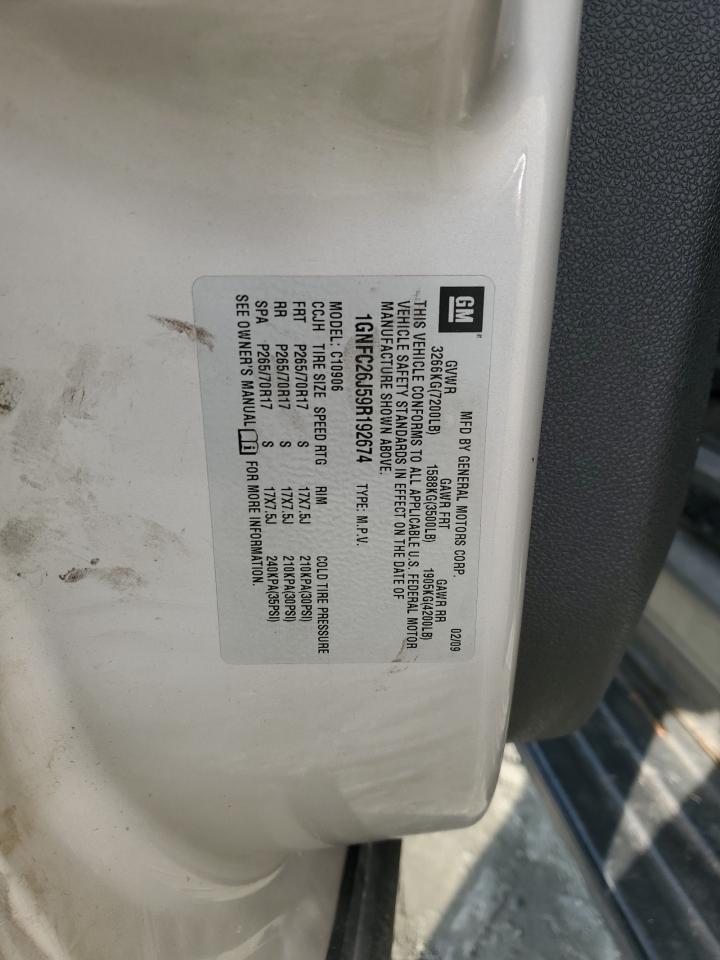 GM
MFD BY GENERAL MOTORS CORP. 02/09
GVWR GAWR FRT GAWR RR
3266KG(7200LB) 1588KG(3500LB) 1905KG(4200LB)
THIS VEHICLE CONFORMS TO ALL APPLICABLE U.S. FEDERAL MOTOR
VEHICLE SAFETY STANDARDS IN EFFECT ON THE DATE OF
MANUFACTURE SHOWN ABOVE.
1GNFC26J59R192674 TYPE: M.P.V.
MODEL: C10906
CCJH TIRE SIZE SPEED RTG RIM COLD TIRE PRESSURE
FRT P265/70R17 S 17X7.5J 210KPA(30PSI)
RR P265/70R17 S 17X7.5J 210KPA(30PSI)
SPA P265/70R17 S 17X7.5J 240KPA(35PSI)
SEE OWNER'S MANUAL FOR MORE INFORMATION.